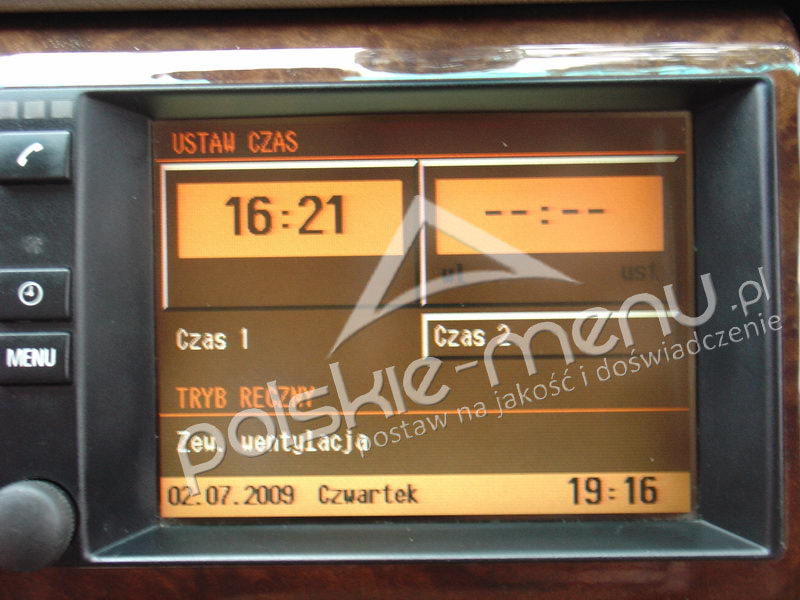 USTAW CZAS
16:21
--:--
ust
Czas 1
Czas 2
MENU
TRYB RĘCZNY
Zew. wentylacja
02.07.2009 Czwartek 19:16
polskie-menu.pl
postaw na jakość i doświadczenie